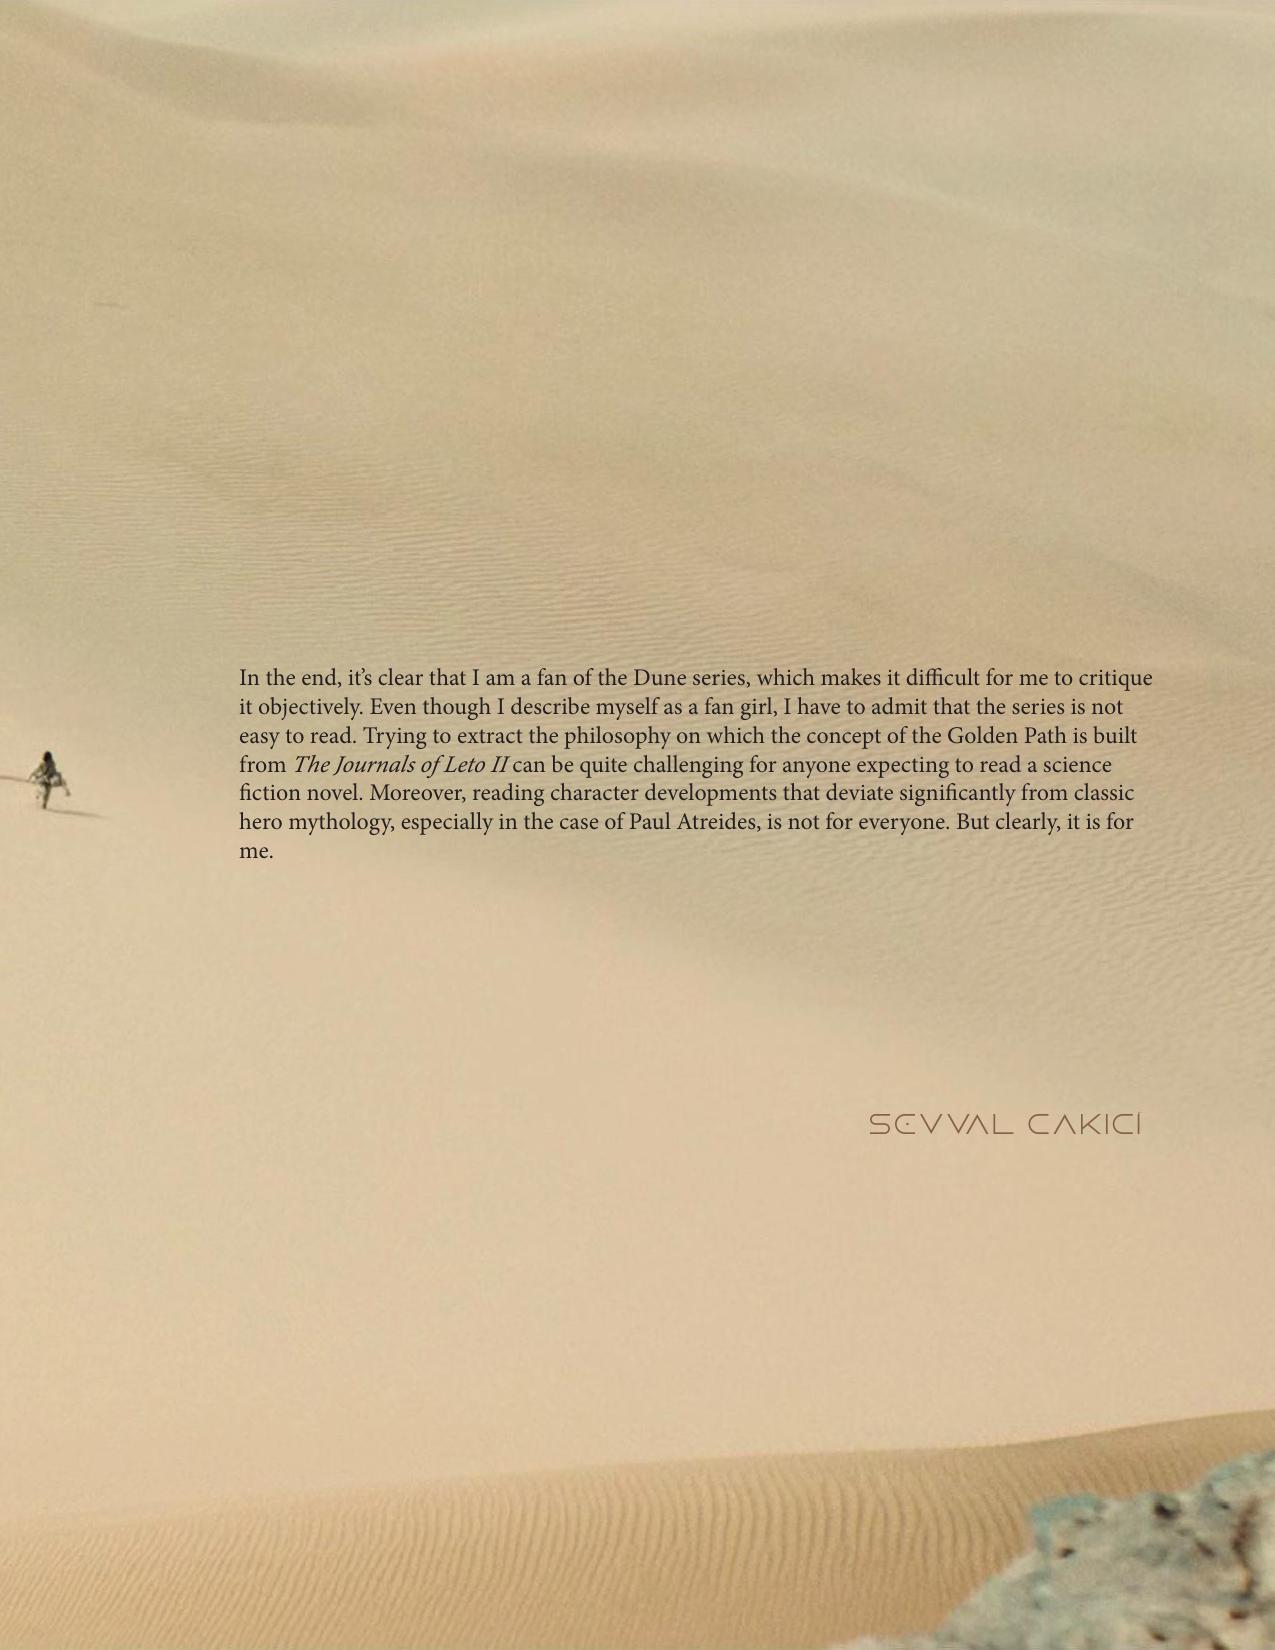 In the end, it’s clear that I am a fan of the Dune series, which makes it difficult for me to critique
it objectively. Even though I describe myself as a fan girl, I have to admit that the series is not
easy to read. Trying to extract the philosophy on which the concept of the Golden Path is built
from The Journals of Leto II can be quite challenging for anyone expecting to read a science
fiction novel. Moreover, reading character developments that deviate significantly from classic
hero mythology, especially in the case of Paul Atreides, is not for everyone. But clearly, it is for
me.
SEVVAL CAKICİ